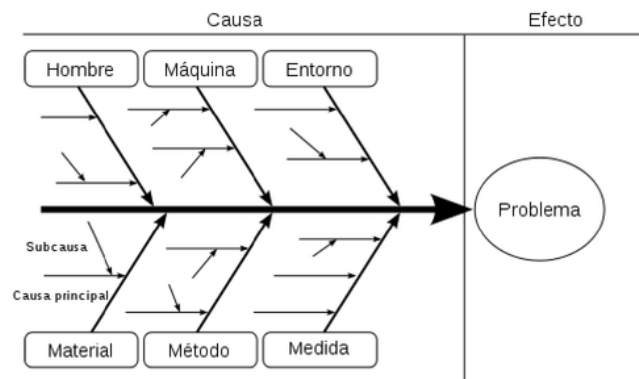 Causa
Efecto
Hombre
Máquina
Entorno
Problema
Subcausa
Causa principal
Material
Método
Medida